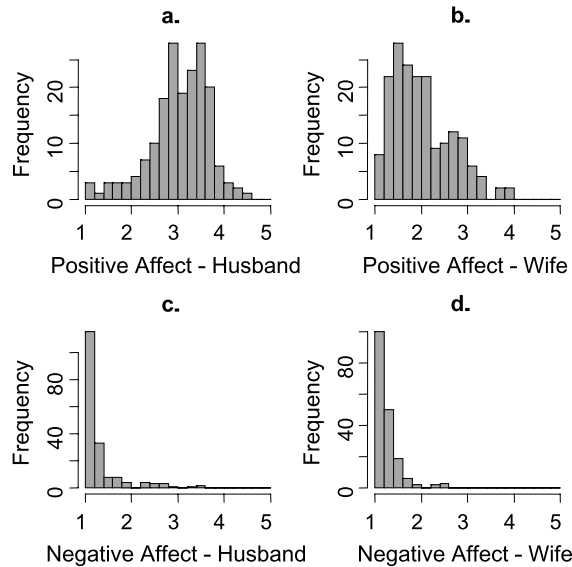 a.
Frequency
0
10
20
1
2
3
4
5
Positive Affect - Husband
b.
Frequency
0
10
20
1
2
3
4
5
Positive Affect - Wife
c.
Frequency
0
40
80
1
2
3
4
5
Negative Affect - Husband
d.
Frequency
0
40
80
1
2
3
4
5
Negative Affect - Wife